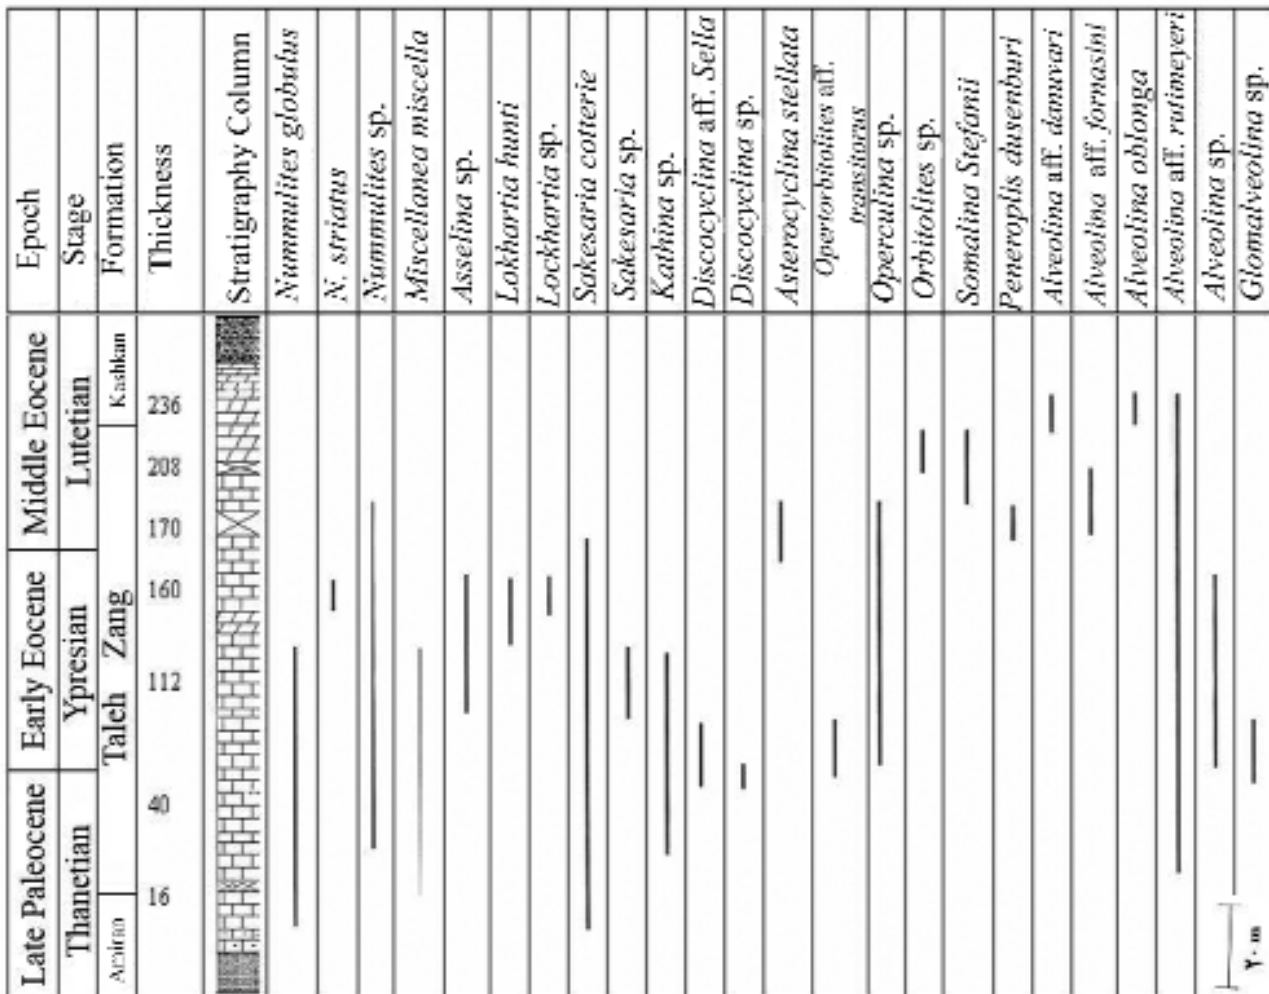 Epoch
Stage
Formation
Thickness
Stratigraphy Column
Nummulites globulus
N. striatus
Nummulites sp.
Miscellanea miscella
Asselina sp.
Lokhartia hunti
Lockharia sp.
Sakesaria cotterie
Sakesaria sp.
Kathina sp.
Discocyclina aff. Sella
Discocyclina sp.
Asterocyclina stellata
Opertorbitolites aff.
transitorus
Operculina sp.
Orbitolites sp.
Somalina Stefanii
Peneroplis dusenburi
Alveolina aff. danuvari
Alveolina aff. fornasini
Alveolina oblonga
Alveolina aff. rutimeyeri
Alveolina sp.
Glomalveolina sp.
Middle Eocene
Early Eocene
Late Paleocene
Lutetian
Ypresian
Thanetian
Kashkan
Taleh Zang
Amiran
236
208
170
160
112
40
16
۲۰ m